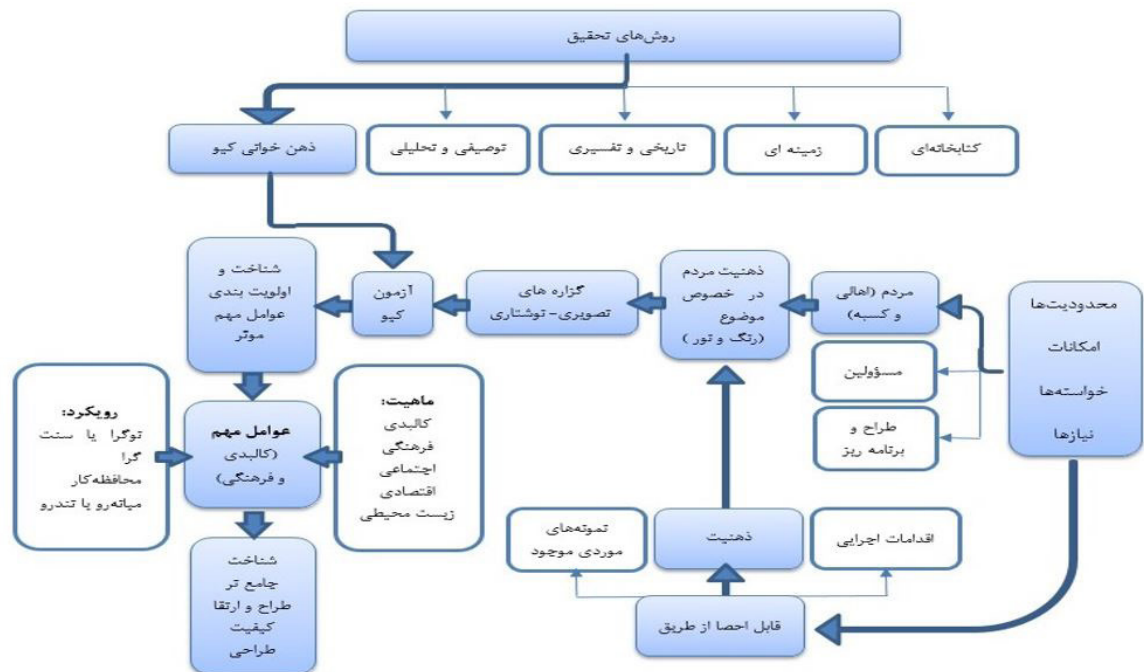 روش‌های تحقیق
کتابخانه‌ای
زمینه ای
تاریخی و تفسیری
توصیفی و تحلیلی
ذهن خوانی کیو
محدودیت‌ها
امکانات
خواسته‌ها
نیازها
مردم (اهالی
و کسبه)
مسؤولین
طراح و
برنامه ریز
ذهنیت مردم
در خصوص
موضوع
(رنگ و نور )
گزاره های
تصویری- نوشتاری
آزمون
کیو
شناخت و
اولویت بندی
عوامل مهم
موثر
ماهیت:
کالبدی
فرهنگی
اجتماعی
اقتصادی
زیست محیطی
عوامل مهم
(کالبدی
و فرهنگی)
رویکرد:
نوگرا یا سنت
گرا
محافظه‌کار
میانه‌رو یا تندرو
شناخت
جامع تر
طراح و ارتقا
کیفیت
طراحی
اقدامات اجرایی
ذهنیت
نمونه‌های
موردی موجود
قابل احصا از طریق